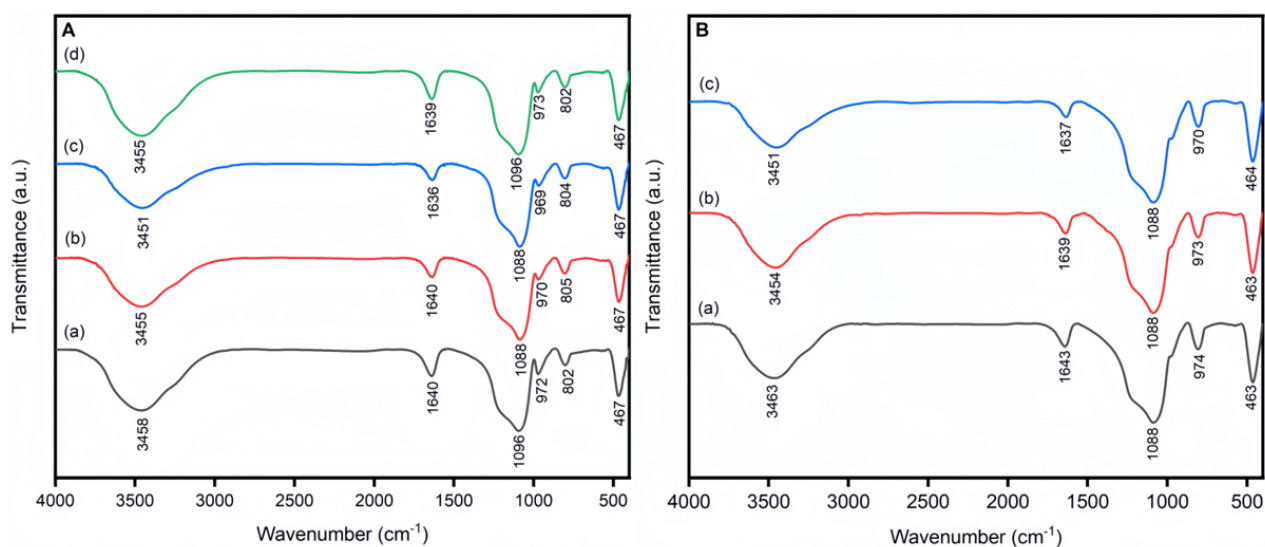 A
(d)
3455
1639
1096
973
802
467
(c)
3451
1636
1088
969
804
467
(b)
3455
1640
1088
970
805
467
(a)
3458
1640
1096
972
802
467
4000 3500 3000 2500 2000 1500 1000 500
Wavenumber (cm-1)
Transmittance (a.u.)
B
(c)
3451
1637
1088
970
464
(b)
3454
1639
1088
973
463
(a)
3463
1643
1088
974
463
4000 3500 3000 2500 2000 1500 1000 500
Wavenumber (cm-1)
Transmittance (a.u.)